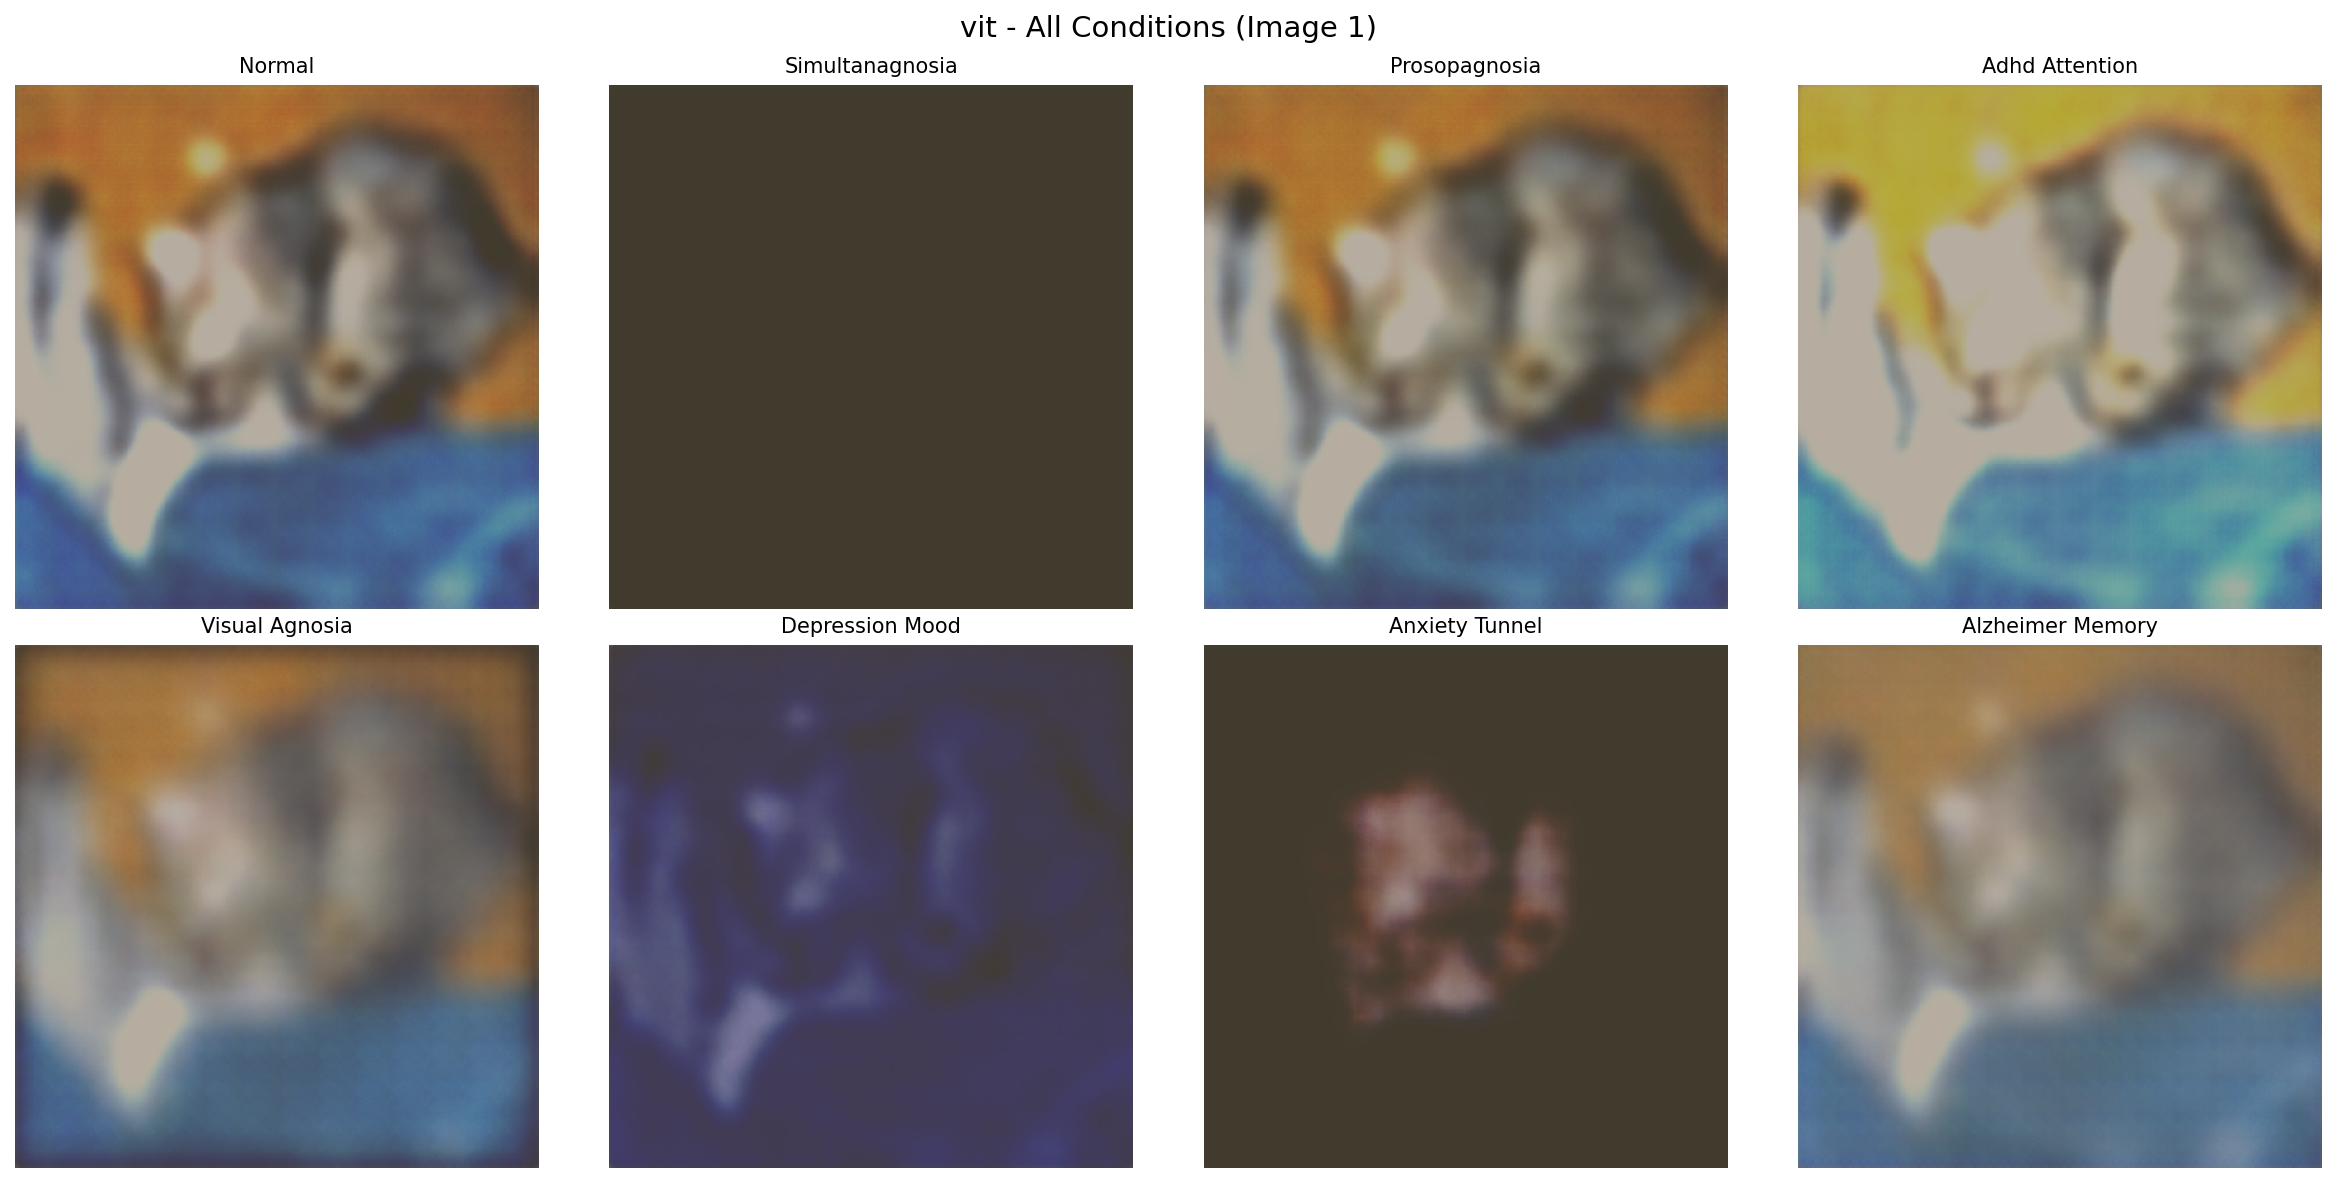 vit - All Conditions (Image 1)
Normal
Simultanagnosia
Prosopagnosia
Adhd Attention
Visual Agnosia
Depression Mood
Anxiety Tunnel
Alzheimer Memory